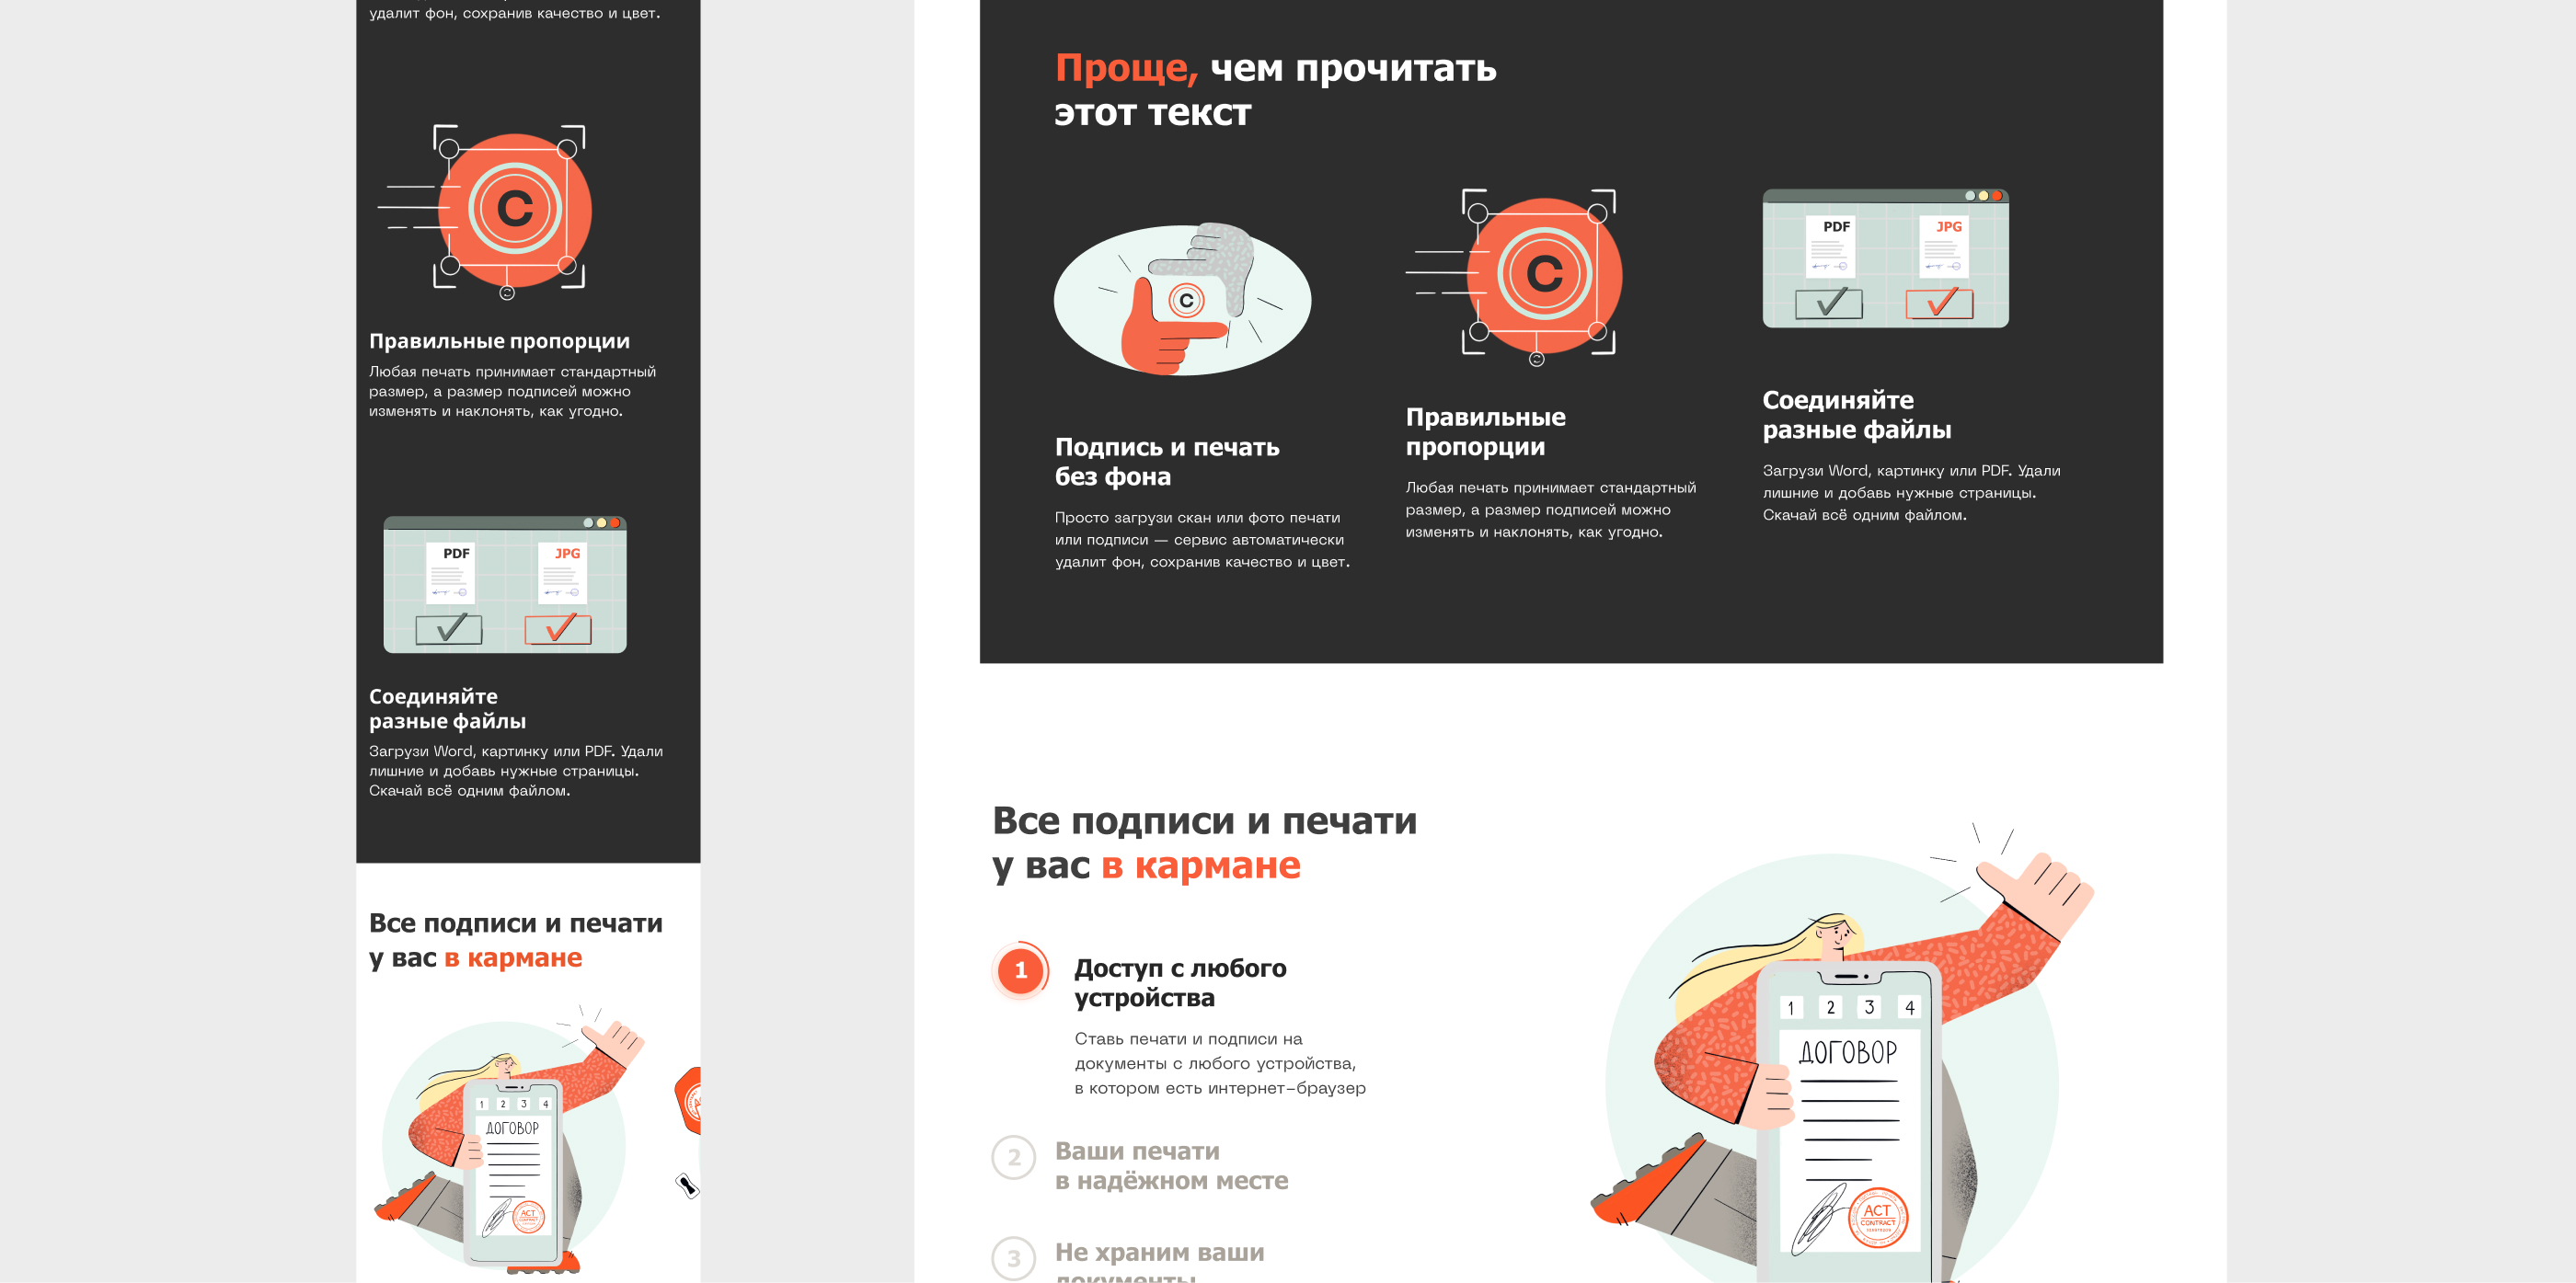 удалит фон, сохранив качество и цвет.
C
Правильные пропорции
Любая печать принимает стандартный
размер, а размер подписей можно
изменять и наклонять, как угодно.
PDF
JPG
Соединяйте
разные файлы
Загрузи Word, картинку или PDF. Удали
лишние и добавь нужные страницы.
Скачай всё одним файлом.
Все подписи и печати
у вас в кармане
1 2 3 4
ДОГОВОР
ACT
CONTRACT
Проще, чем прочитать
этот текст
C
Подпись и печать
без фона
Просто загрузи скан или фото печати
или подписи — сервис автоматически
удалит фон, сохранив качество и цвет.
C
Правильные
пропорции
Любая печать принимает стандартный
размер, а размер подписей можно
изменять и наклонять, как угодно.
PDF
JPG
Соединяйте
разные файлы
Загрузи Word, картинку или PDF. Удали
лишние и добавь нужные страницы.
Скачай всё одним файлом.
Все подписи и печати
у вас в кармане
1
Доступ с любого
устройства
Ставь печати и подписи на
документы с любого устройства,
в котором есть интернет-браузер
2
Ваши печати
в надёжном месте
3
Не храним ваши
документы
1 2 3 4
ДОГОВОР
ACT
CONTRACT